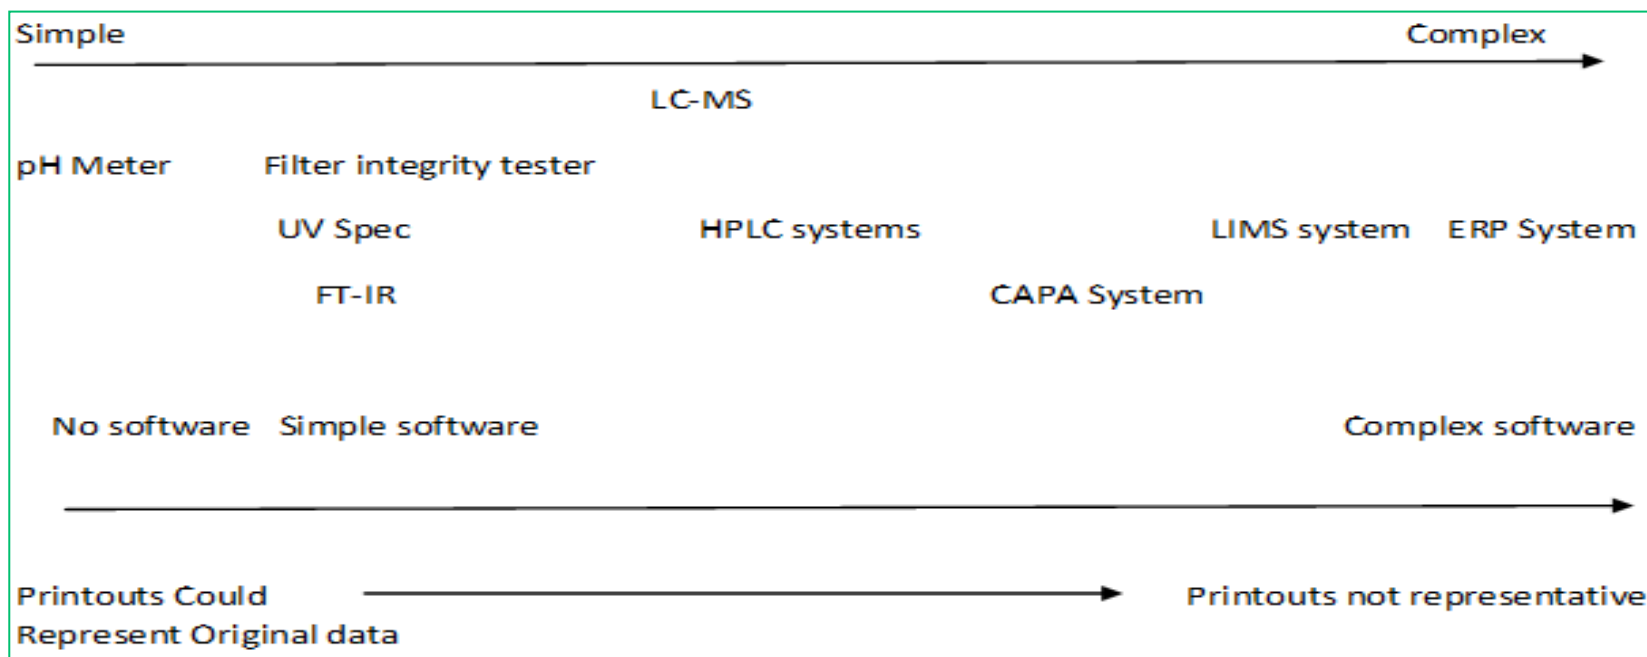 Simple Complex
LC-MS
pH Meter Filter integrity tester
UV Spec HPLC systems LIMS system ERP System
FT-IR CAPA System
No software Simple software Complex software
Printouts Could Printouts not representative
Represent Original data